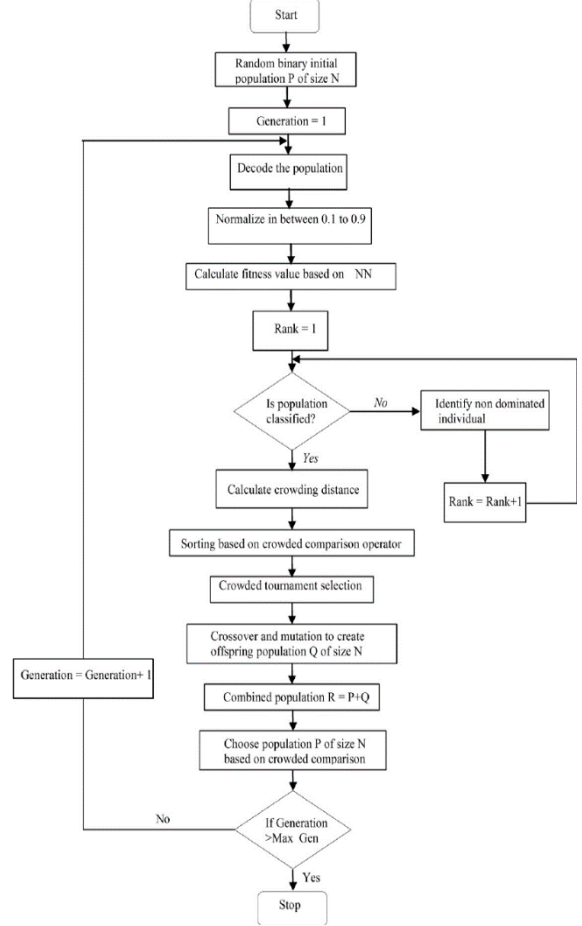 Start
Random binary initial
population P of size N
Generation = 1
Decode the population
Normalize in between 0.1 to 0.9
Calculate fitness value based on NN
Rank = 1
Is population
classified?
No
Identify non dominated
individual
Rank = Rank+1
Yes
Calculate crowding distance
Sorting based on crowded comparison operator
Crowded tournament selection
Crossover and mutation to create
offspring population Q of size N
Generation = Generation+ 1
Combined population R = P+Q
Choose population P of size N
based on crowded comparison
No
If Generation
>Max Gen
Yes
Stop